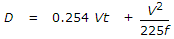 D = 0.254 Vt + V²/225f